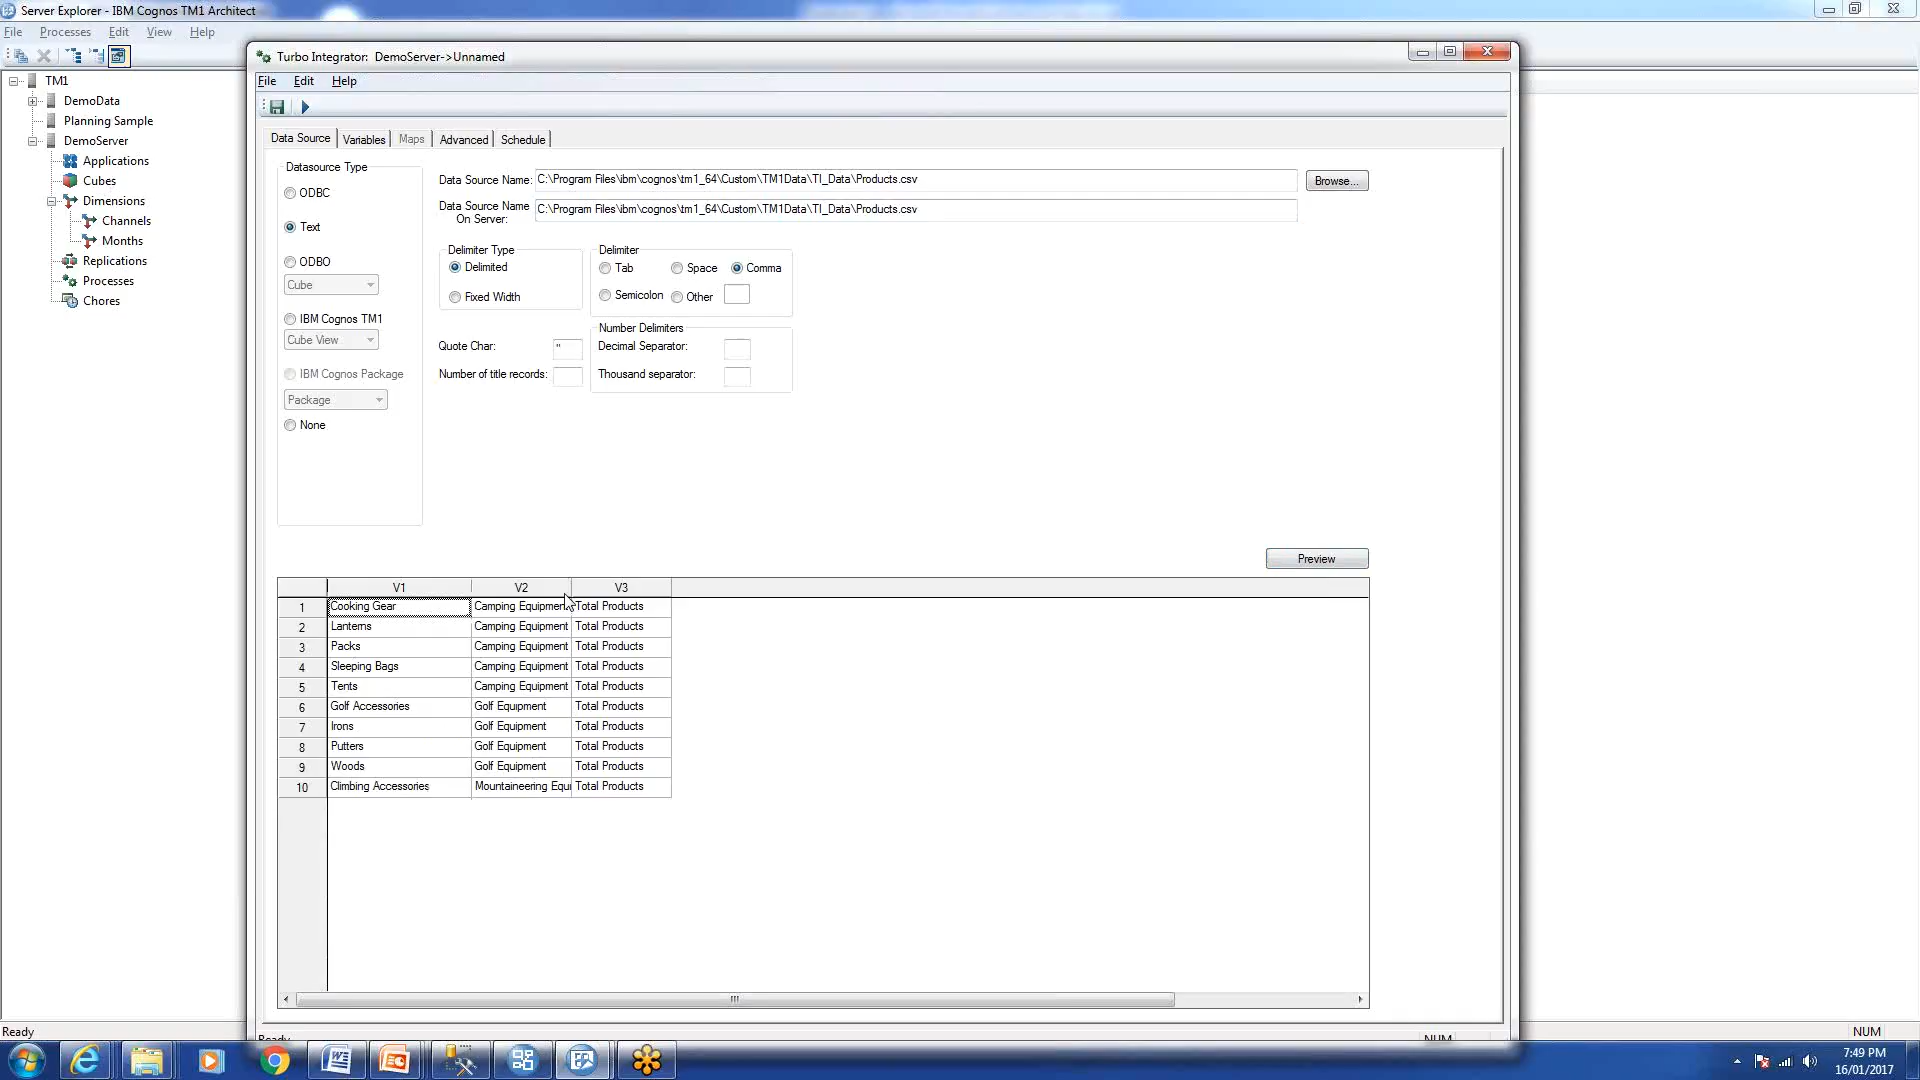 Server Explorer - IBM Cognos TM1 Architect
File Processes Edit View Help
TM1
DemoData
Planning Sample
DemoServer
Applications
Cubes
Dimensions
Channels
Months
Replications
Processes
Chores
Turbo Integrator: DemoServer->Unnamed
File Edit Help
Data Source Variables Maps Advanced Schedule
Datasource Type
ODBC
Text
ODBO
Cube
IBM Cognos TM1
Cube View
IBM Cognos Package
Package
None
Data Source Name: C:\Program Files\ibm\cognos\tm1_64\Custom\TM1Data\TI_Data\Products.csv Browse...
Data Source Name
On Server: C:\Program Files\ibm\cognos\tm1_64\Custom\TM1Data\TI_Data\Products.csv
Delimiter Type
Delimited
Fixed Width
Delimiter
Tab Space Comma
Semicolon Other
Quote Char: "
Number of title records:
Number Delimiters
Decimal Separator:
Thousand separator:
Preview
V1 V2 V3
1 Cooking Gear Camping Equipment Total Products
2 Lanterns Camping Equipment Total Products
3 Packs Camping Equipment Total Products
4 Sleeping Bags Camping Equipment Total Products
5 Tents Camping Equipment Total Products
6 Golf Accessories Golf Equipment Total Products
7 Irons Golf Equipment Total Products
8 Putters Golf Equipment Total Products
9 Woods Golf Equipment Total Products
10 Climbing Accessories Mountaineering Equi Total Products
Ready NUM
Ready NUM
7:49 PM
16/01/2017